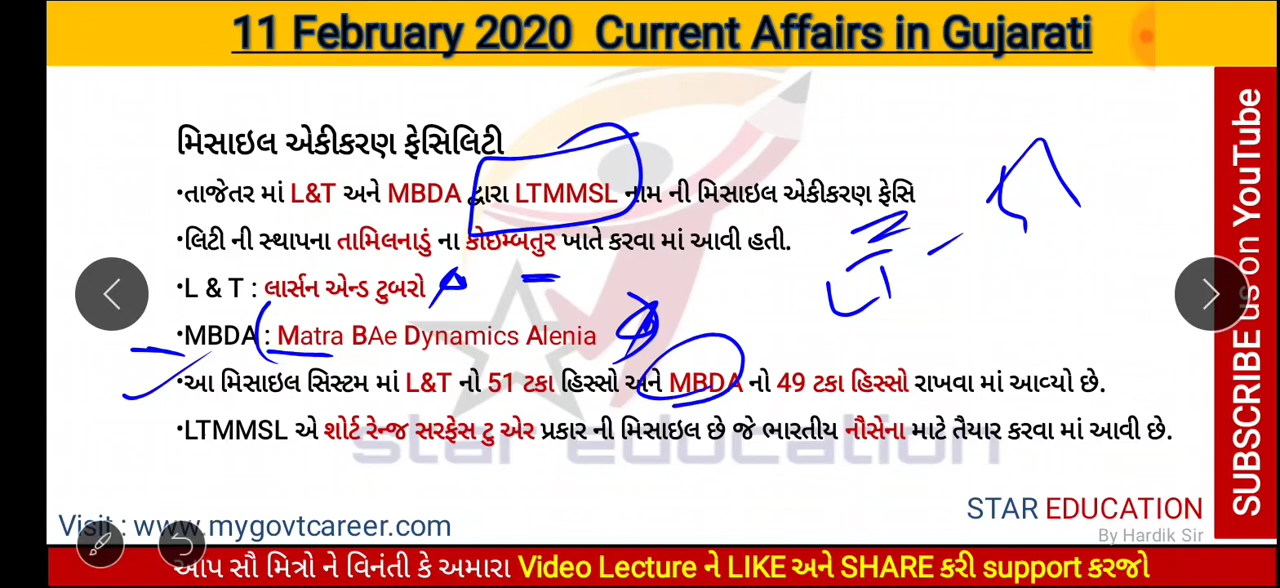 11 February 2020 Current Affairs in Gujarati
મિસાઇલ એકીકરણ ફેસિલિટી
•તાજેતર માં L&T અને MBDA દ્વારા LTMMSL નામ ની મિસાઇલ એકીકરણ ફેસિ
લિટી ની સ્થાપના તામિલનાડું ના કોઇમ્બતુર ખાતે કરવા માં આવી હતી.
•L & T : લાર્સન એન્ડ ટુબરો
•MBDA : Matra BAe Dynamics Alenia
•આ મિસાઇલ સિસ્ટમ માં L&T નો 51 ટકા હિસ્સો અને MBDA નો 49 ટકા હિસ્સો રાખવા માં આવ્યો છે.
•LTMMSL એ શોર્ટ રેન્જ સરફેસ ટુ એર પ્રકાર ની મિસાઇલ છે જે ભારતીય નૌસેના માટે તૈયાર કરવા માં આવી છે.
star education
STAR EDUCATION
By Hardik Sir
Visit : www.mygovtcareer.com
આપ સૌ મિત્રો ને વિનંતી કે અમારા Video Lecture ને LIKE અને SHARE કરી support કરજો
SUBSCRIBE us on YouTube